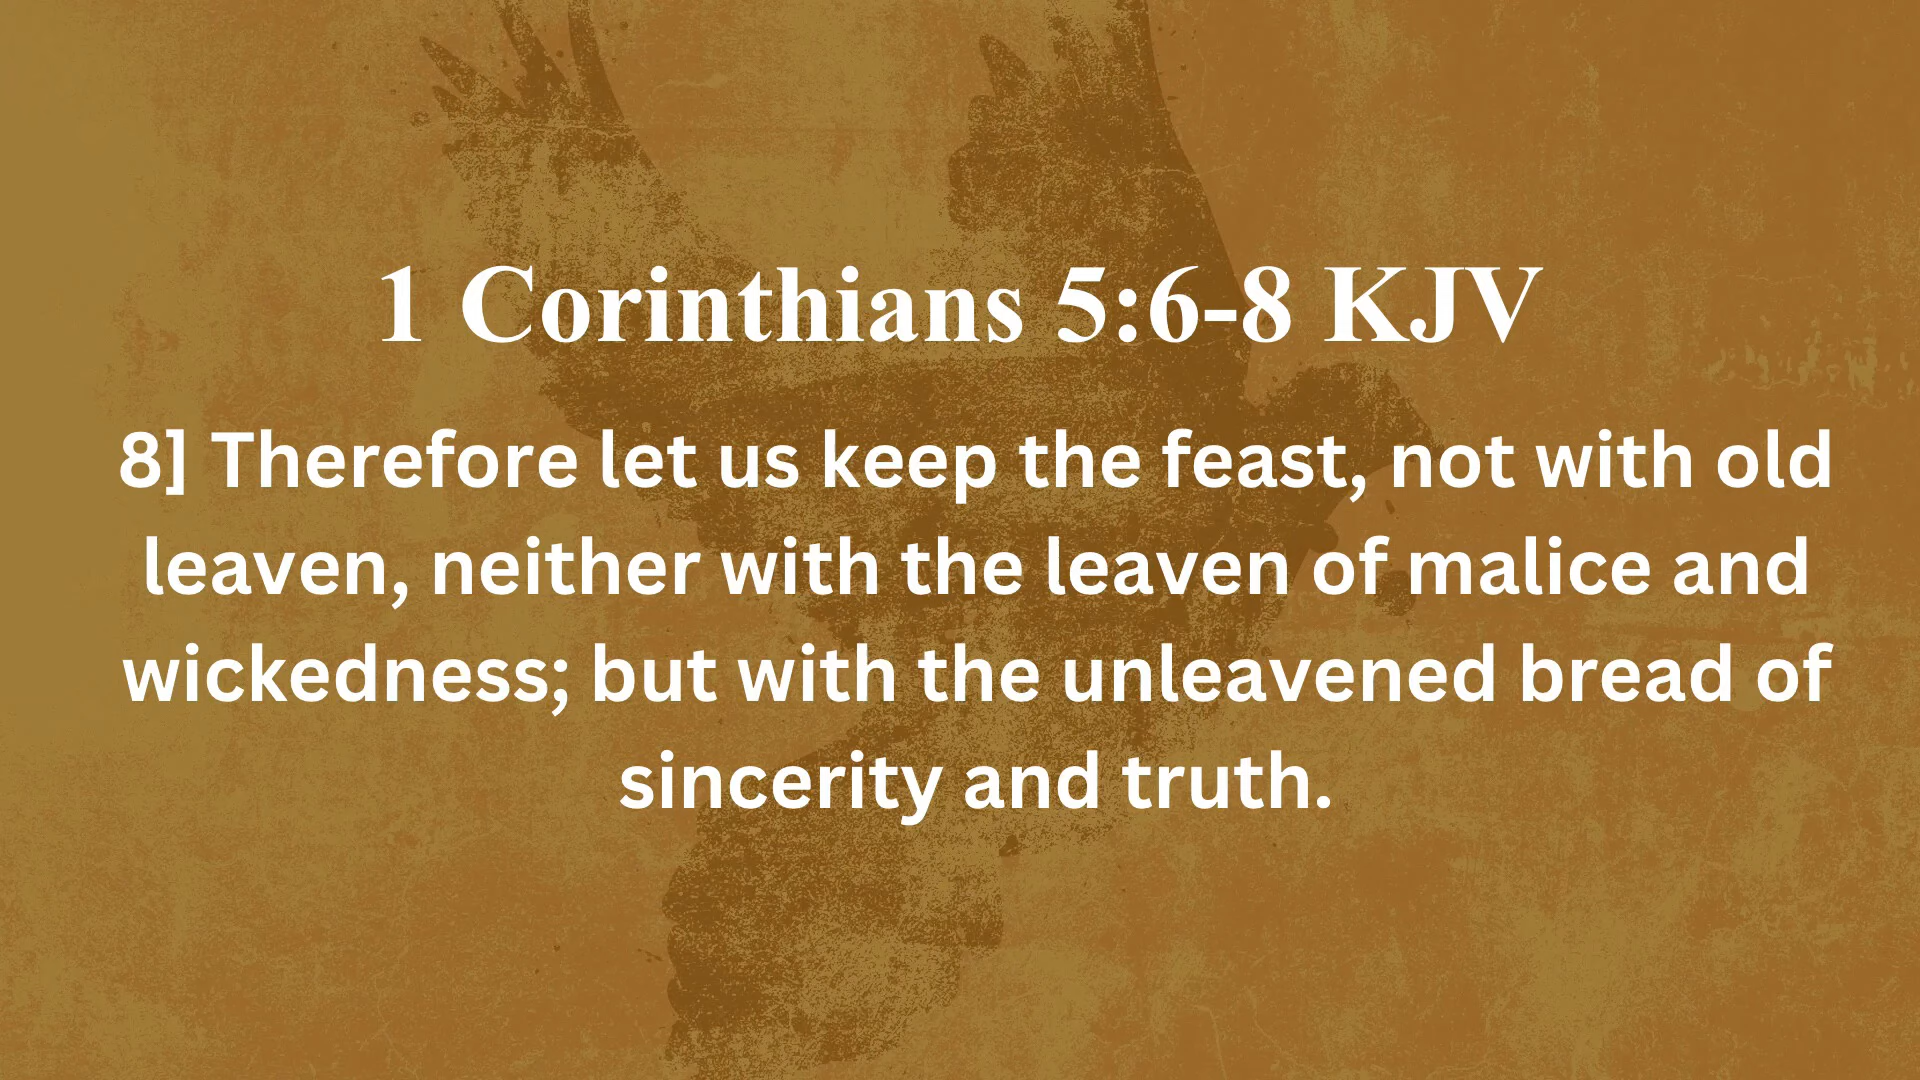 1 Corinthians 5:6-8 KJV
8] Therefore let us keep the feast, not with old
leaven, neither with the leaven of malice and
wickedness; but with the unleavened bread of
sincerity and truth.